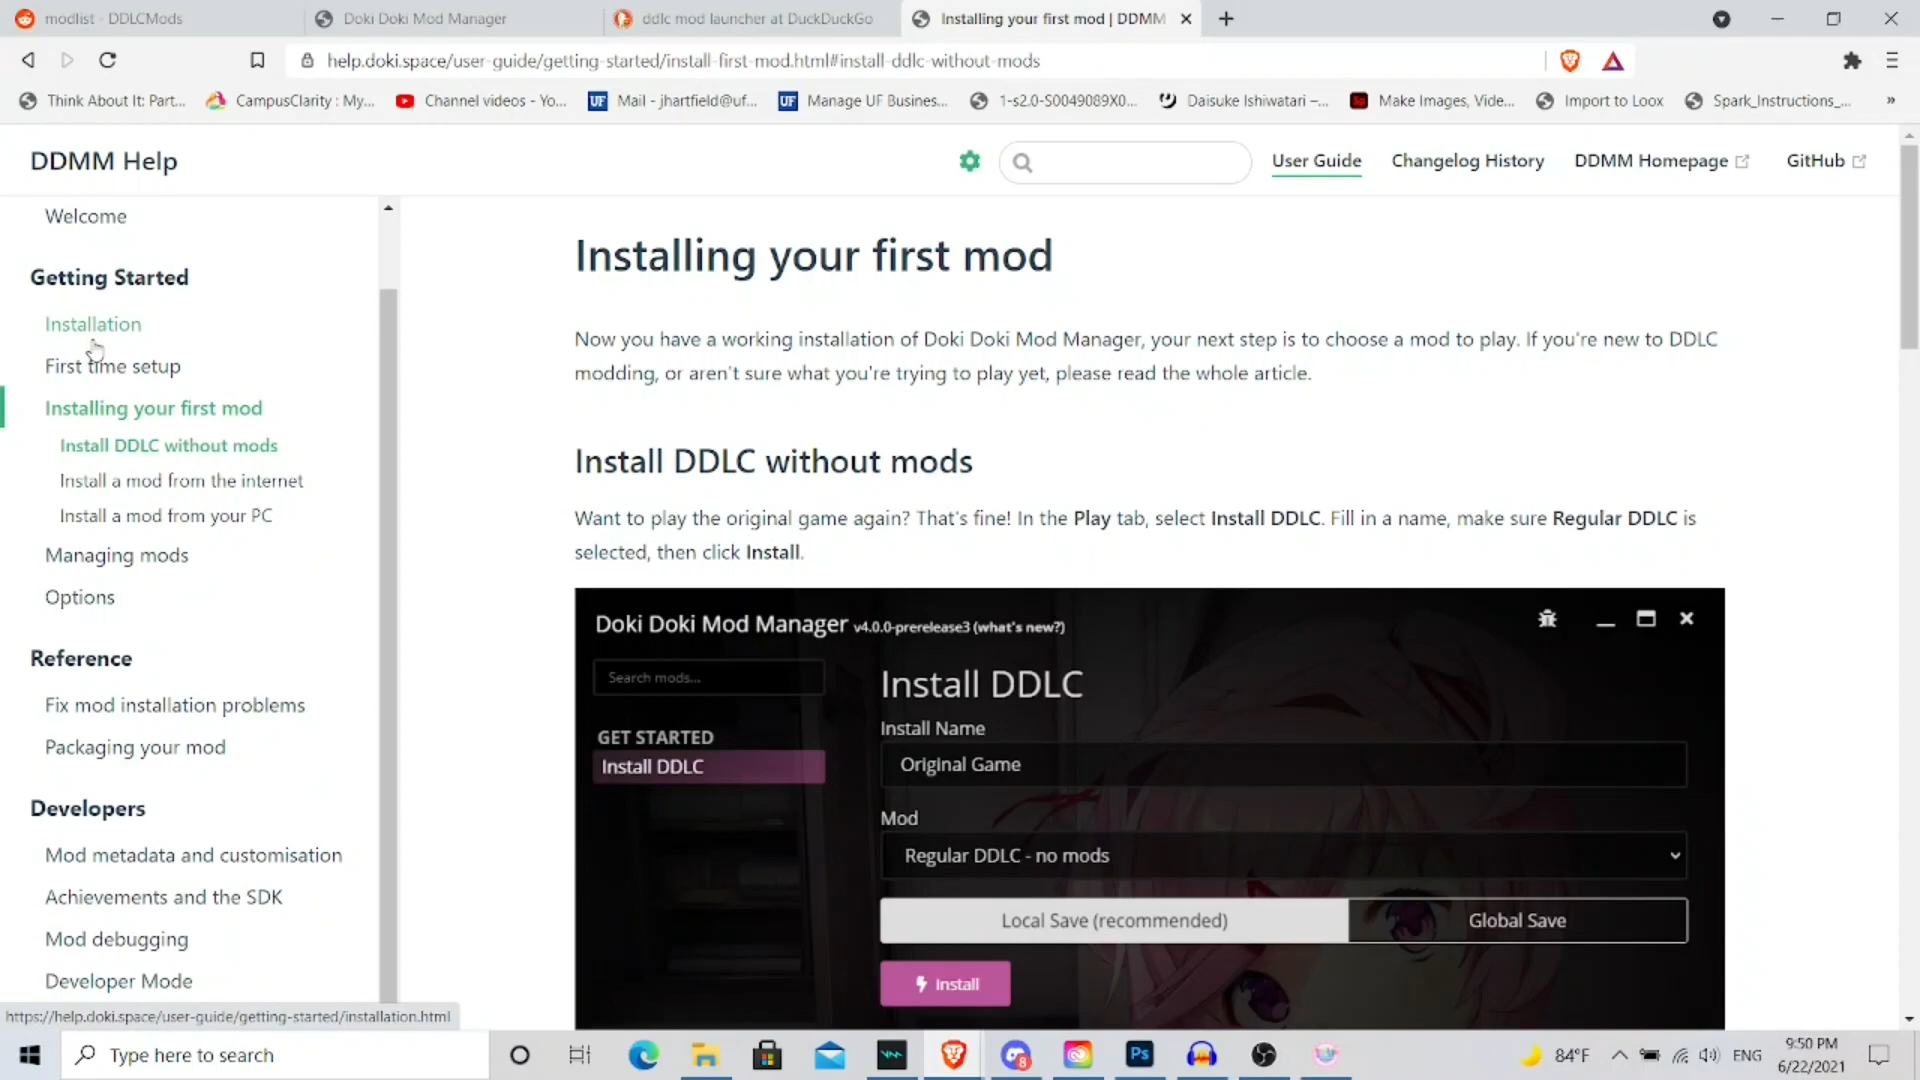 modlist - DDLCMods
Doki Doki Mod Manager
ddlc mod launcher at DuckDuckGo
Installing your first mod | DDMM
help.doki.space/user-guide/getting-started/install-first-mod.html#install-ddlc-without-mods
Think About It: Part...
CampusClarity : My...
Channel videos - Yo...
UF
Mail - jhartfield@uf...
UF
Manage UF Busines...
1-s2.0-S0049089X0...
Daisuke Ishiwatari –...
Make Images, Vide...
Import to Loox
Spark_Instructions_...
»
DDMM Help
User Guide
Changelog History
DDMM Homepage
GitHub
Welcome
Getting Started
Installation
First time setup
Installing your first mod
Install DDLC without mods
Install a mod from the internet
Install a mod from your PC
Managing mods
Options
Reference
Fix mod installation problems
Packaging your mod
Developers
Mod metadata and customisation
Achievements and the SDK
Mod debugging
Developer Mode
https://help.doki.space/user-guide/getting-started/installation.html
Installing your first mod
Now you have a working installation of Doki Doki Mod Manager, your next step is to choose a mod to play. If you're new to DDLC
modding, or aren't sure what you're trying to play yet, please read the whole article.
Install DDLC without mods
Want to play the original game again? That's fine! In the Play tab, select Install DDLC. Fill in a name, make sure Regular DDLC is
selected, then click Install.
Doki Doki Mod Manager v4.0.0-prerelease3 (what's new?)
Search mods...
GET STARTED
Install DDLC
Install DDLC
Install Name
Original Game
Mod
Regular DDLC - no mods
Local Save (recommended)
Global Save
Install
Type here to search
8
Ps
84°F
ENG
9:50 PM
6/22/2021